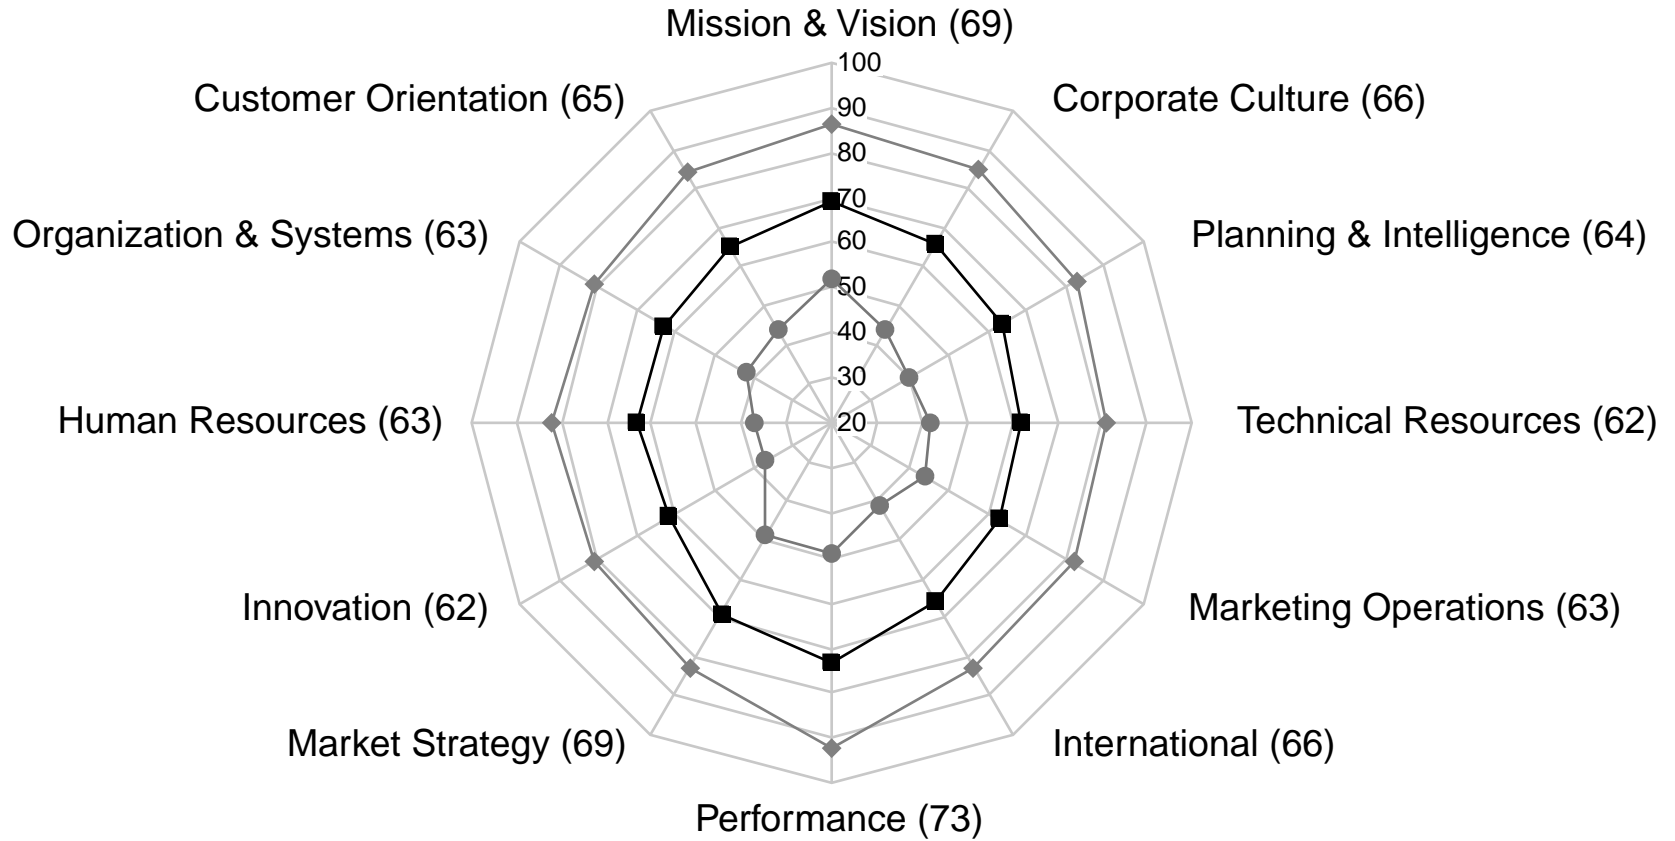 Mission & Vision (69)
100
Customer Orientation (65)
Corporate Culture (66)
90
80
70
Organization & Systems (63)
60
Planning & Intelligence (64)
50
40
30
Human Resources (63)
20
Technical Resources (62)
Innovation (62)
Marketing Operations (63)
Market Strategy (69)
International (66)
Performance (73)